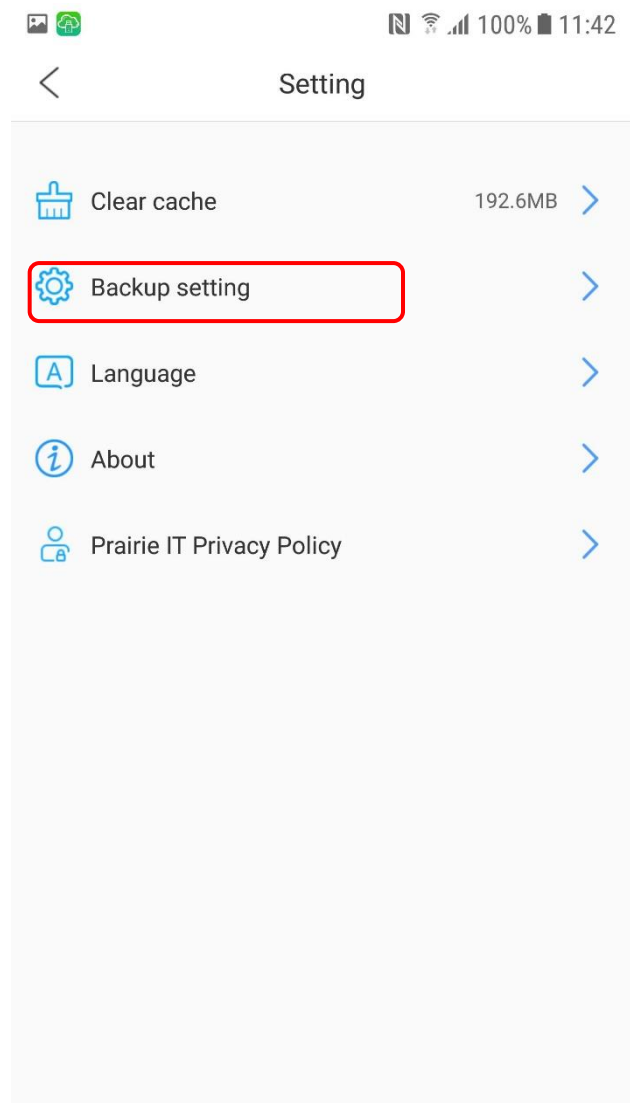 100% 11:42
Setting
Clear cache 192.6MB
Backup setting
A Language
i About
Prairie IT Privacy Policy